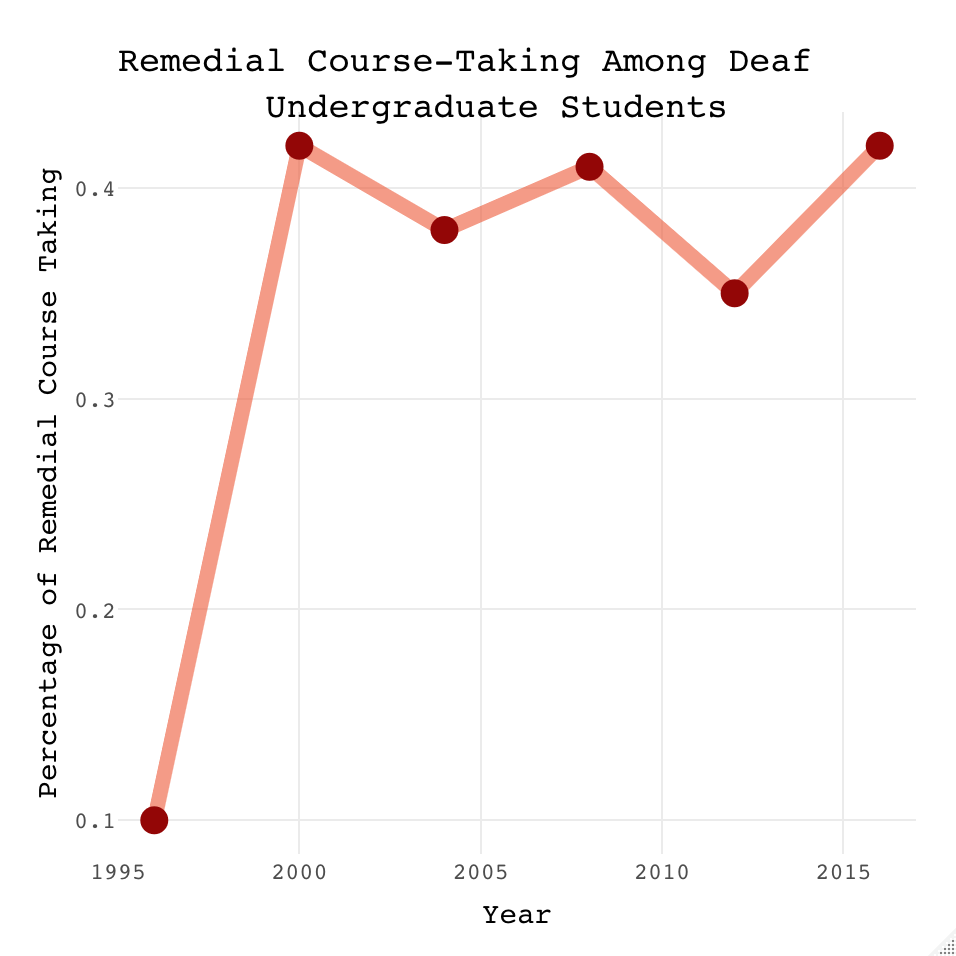 Remedial Course-Taking Among Deaf
Undergraduate Students
Percentage of Remedial Course Taking
0.4
0.3
0.2
0.1
1995 2000 2005 2010 2015
Year